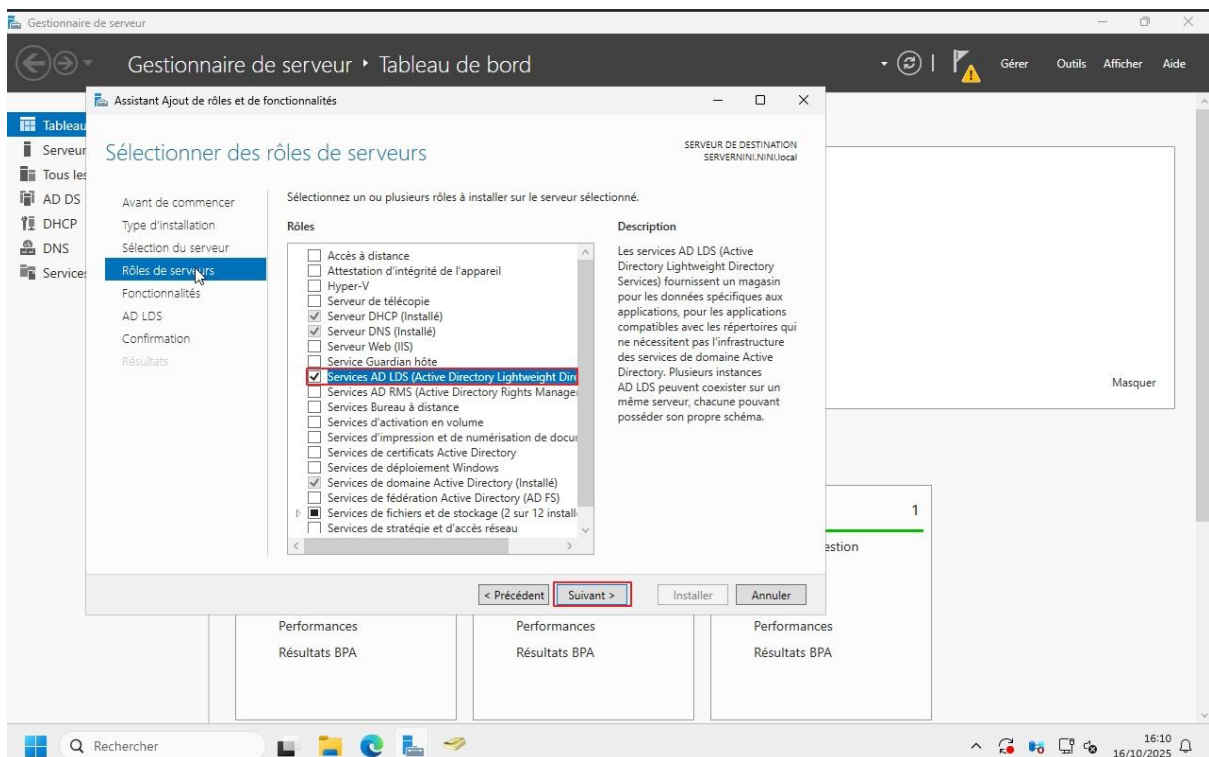 Gestionnaire de serveur
Gestionnaire de serveur • Tableau de bord
Gérer Outils Afficher Aide
Assistant Ajout de rôles et de fonctionnalités
Tableau
Serveur
Tous les
AD DS
DHCP
DNS
Services
Sélectionner des rôles de serveurs
SERVEUR DE DESTINATION
SERVERNINI.NINI.local
Avant de commencer
Type d'installation
Sélection du serveur
Rôles de serveurs
Fonctionnalités
AD LDS
Confirmation
Résultats
Sélectionnez un ou plusieurs rôles à installer sur le serveur sélectionné.
Rôles
Accès à distance
Attestation d'intégrité de l'appareil
Hyper-V
Serveur de télécopie
Serveur DHCP (Installé)
Serveur DNS (Installé)
Serveur Web (IIS)
Service Guardian hôte
Services AD LDS (Active Directory Lightweight Dire
Services AD RMS (Active Directory Rights Manage
Services Bureau à distance
Services d'activation en volume
Services d'impression et de numérisation de docu
Services de certificats Active Directory
Services de déploiement Windows
Services de domaine Active Directory (Installé)
Services de fédération Active Directory (AD FS)
Services de fichiers et de stockage (2 sur 12 install
Services de stratégie et d'accès réseau
Description
Les services AD LDS (Active
Directory Lightweight Directory
Services) fournissent un magasin
pour les données spécifiques aux
applications, pour les applications
compatibles avec les répertoires qui
ne nécessitent pas l'infrastructure
des services de domaine Active
Directory. Plusieurs instances
AD LDS peuvent coexister sur un
même serveur, chacune pouvant
posséder son propre schéma.
< Précédent Suivant > Installer Annuler
Masquer
1
estion
Performances
Résultats BPA
Performances
Résultats BPA
Performances
Résultats BPA
Rechercher
16:10
16/10/2025